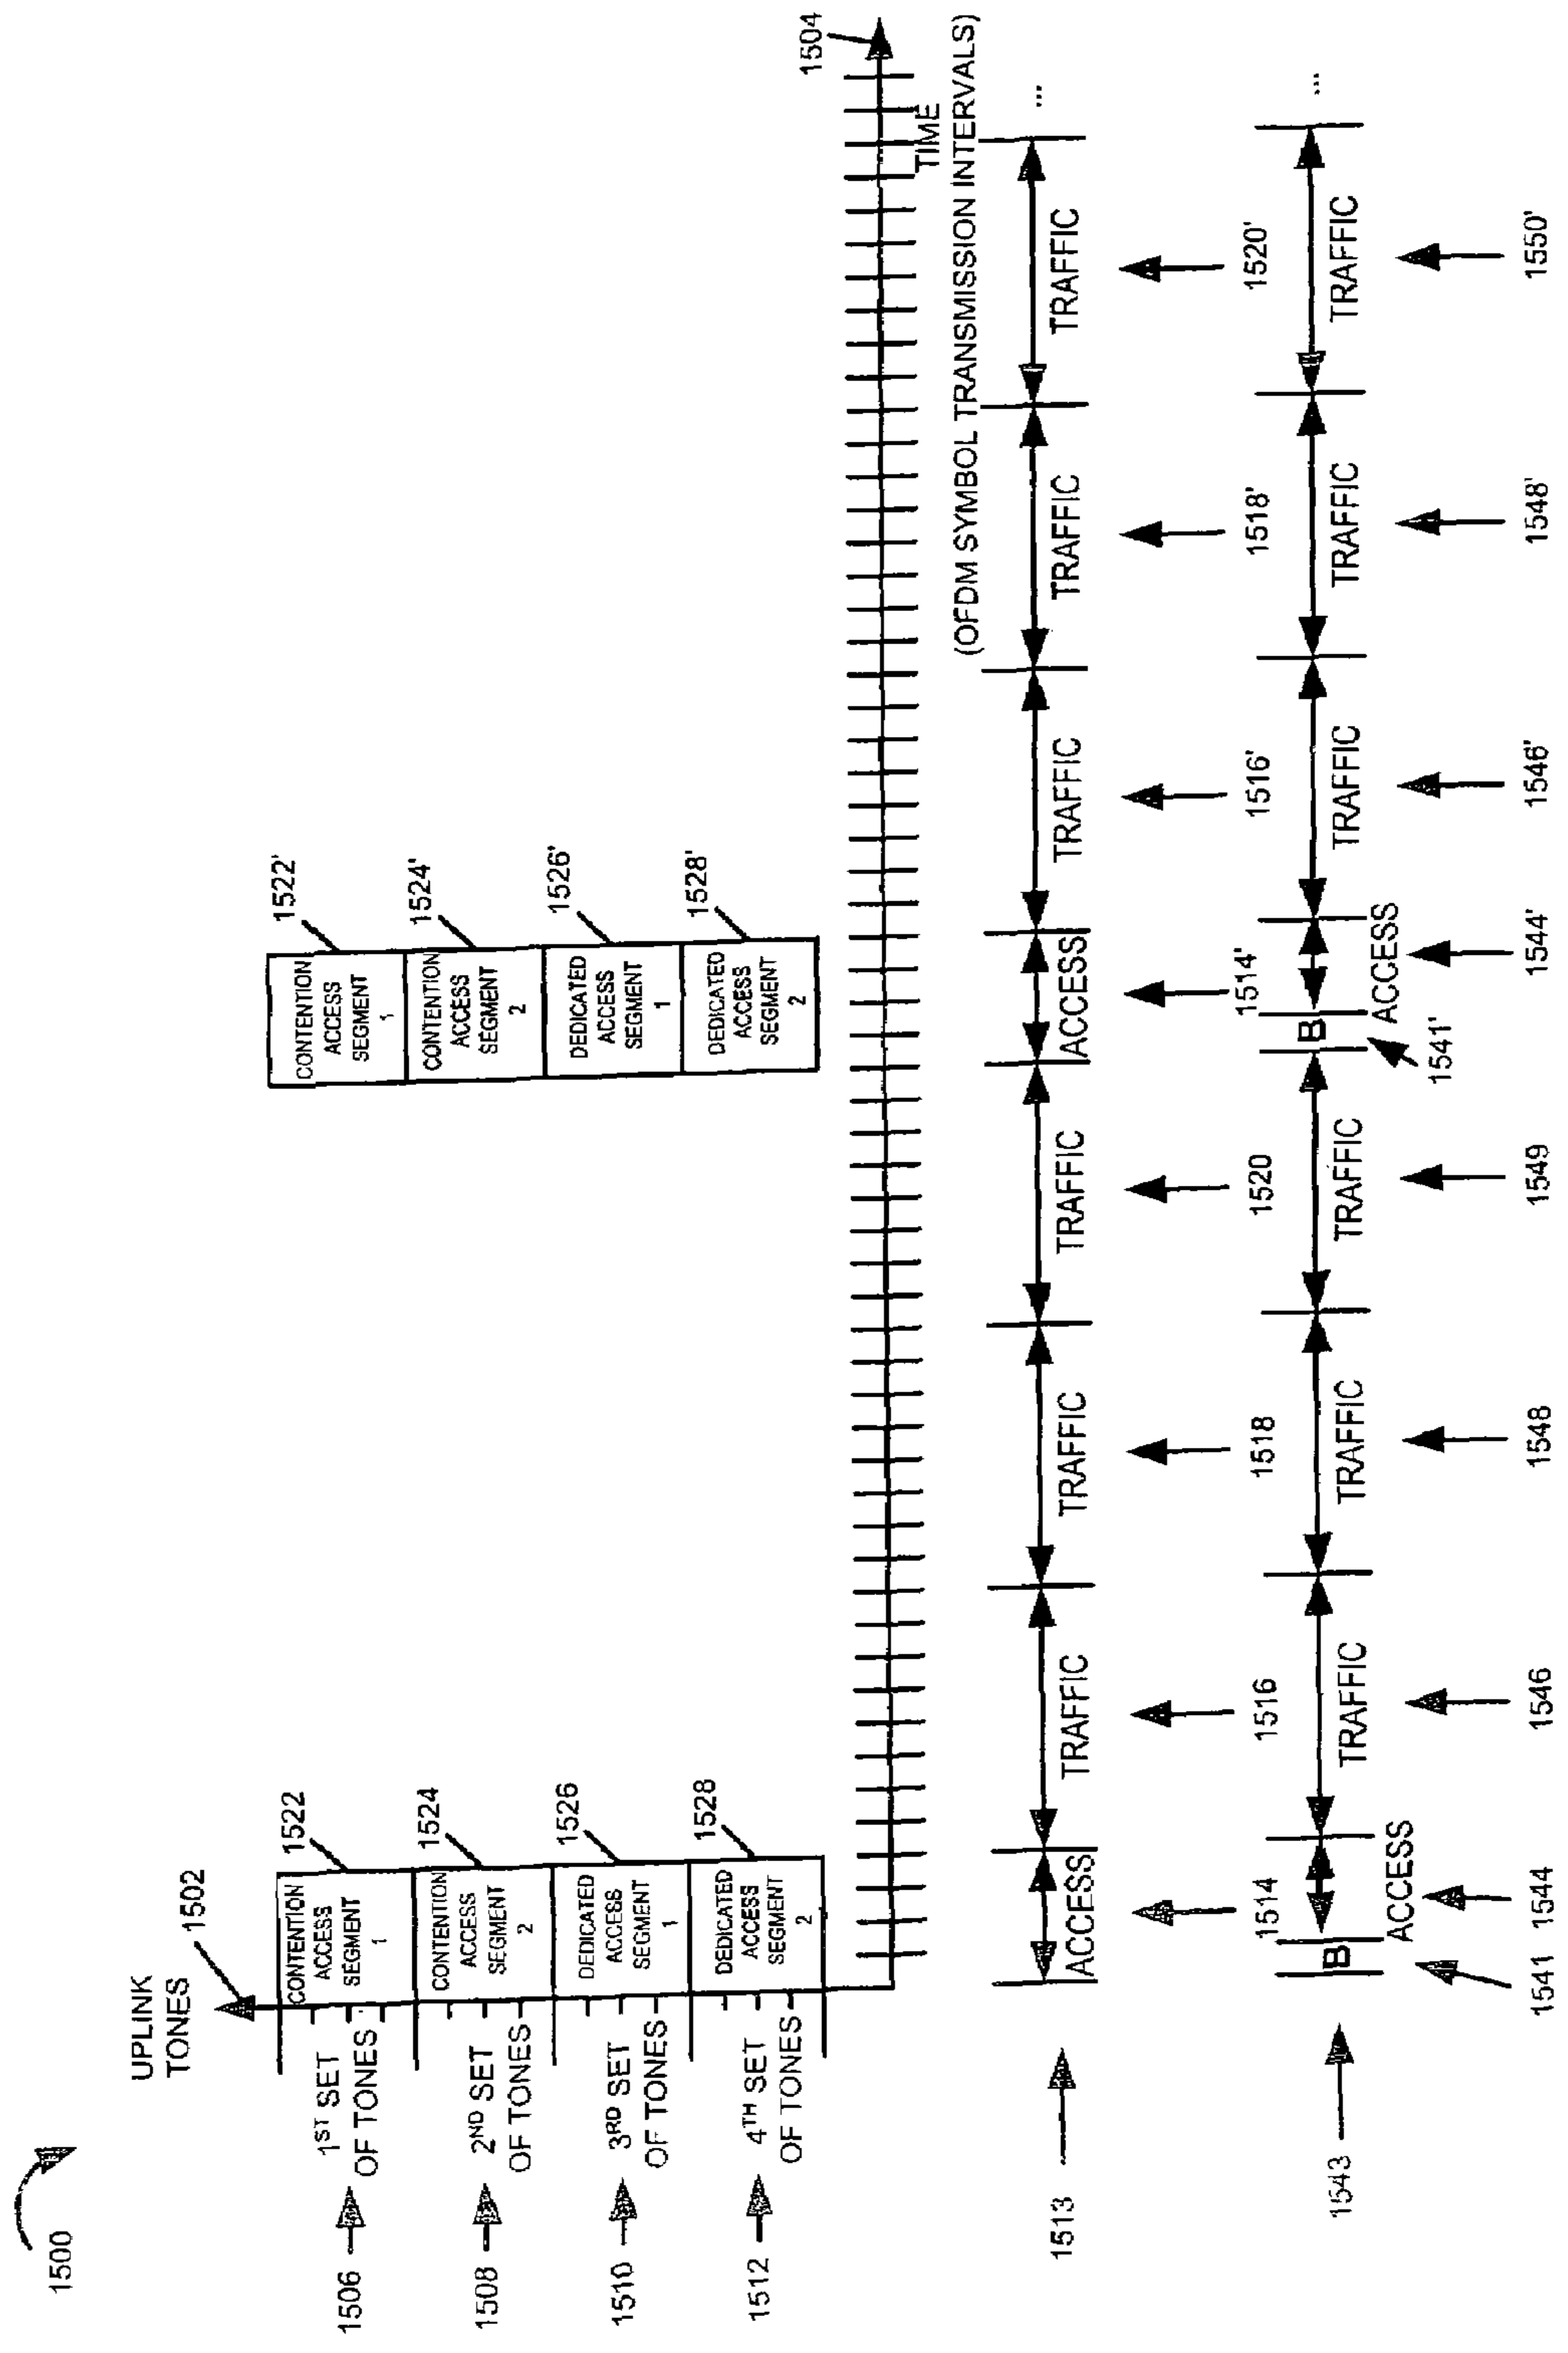 1500
UPLINK
TONES
1502
1506
1ST SET
OF TONES
1508
2ND SET
OF TONES
1510
3RD SET
OF TONES
1512
4TH SET
OF TONES
CONTENTION
ACCESS
SEGMENT
1
1522
CONTENTION
ACCESS
SEGMENT
2
1524
DEDICATED
ACCESS
SEGMENT
1
1526
DEDICATED
ACCESS
SEGMENT
2
1528
CONTENTION
ACCESS
SEGMENT
1
1522'
CONTENTION
ACCESS
SEGMENT
2
1524'
DEDICATED
ACCESS
SEGMENT
1
1526'
DEDICATED
ACCESS
SEGMENT
2
1528'
1504
TIME
(OFDM SYMBOL TRANSMISSION INTERVALS)
1513
ACCESS
TRAFFIC
TRAFFIC
TRAFFIC
ACCESS
TRAFFIC
TRAFFIC
TRAFFIC
...
1514
1516
1518
1520
1514'
1516'
1518'
1520'
1543
B
ACCESS
TRAFFIC
TRAFFIC
TRAFFIC
B
ACCESS
TRAFFIC
TRAFFIC
TRAFFIC
...
1541
1544
1546
1548
1549
1541'
1544'
1546'
1548'
1550'